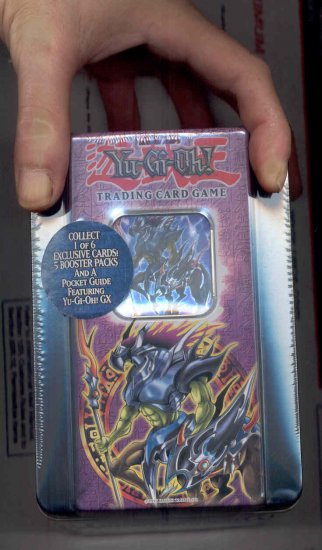 Yu-Gi-Oh!
TRADING CARD GAME
COLLECT
1 OF 6
EXCLUSIVE CARDS!
5 BOOSTER PACKS
AND A
POCKET GUIDE
FEATURING
YU-GI-OH! GX